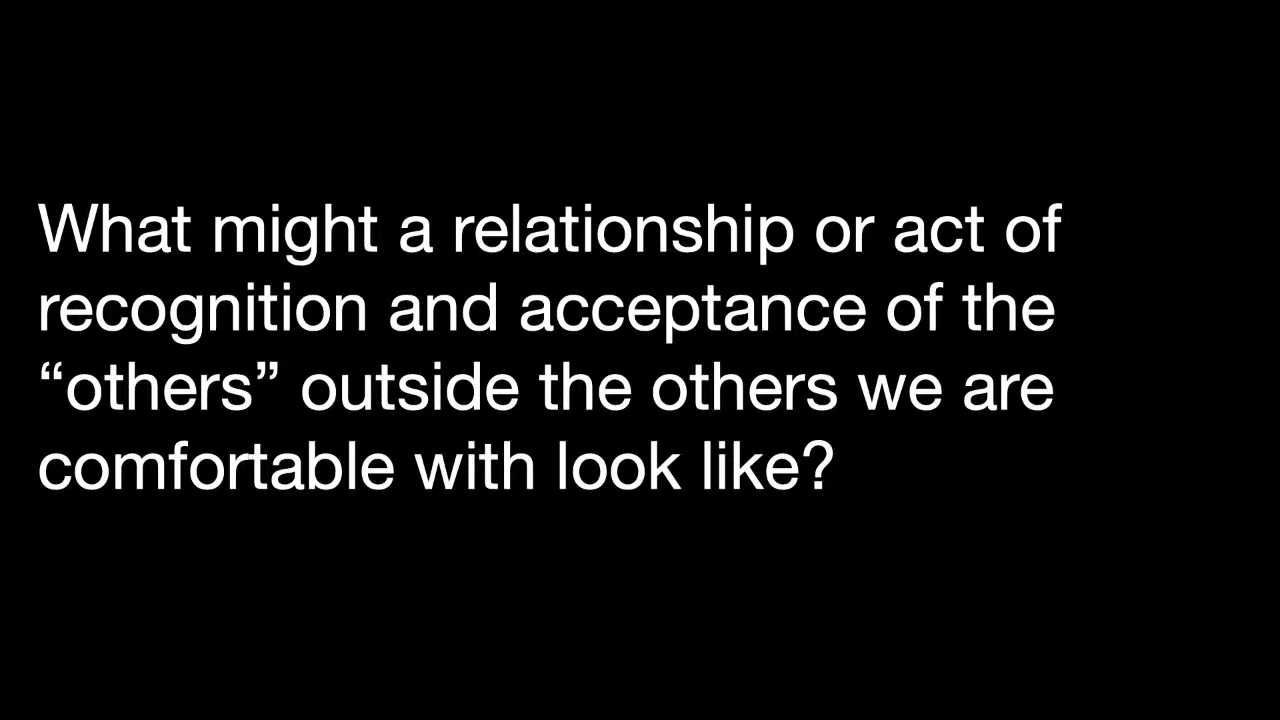 What might a relationship or act of
recognition and acceptance of the
“others” outside the others we are
comfortable with look like?